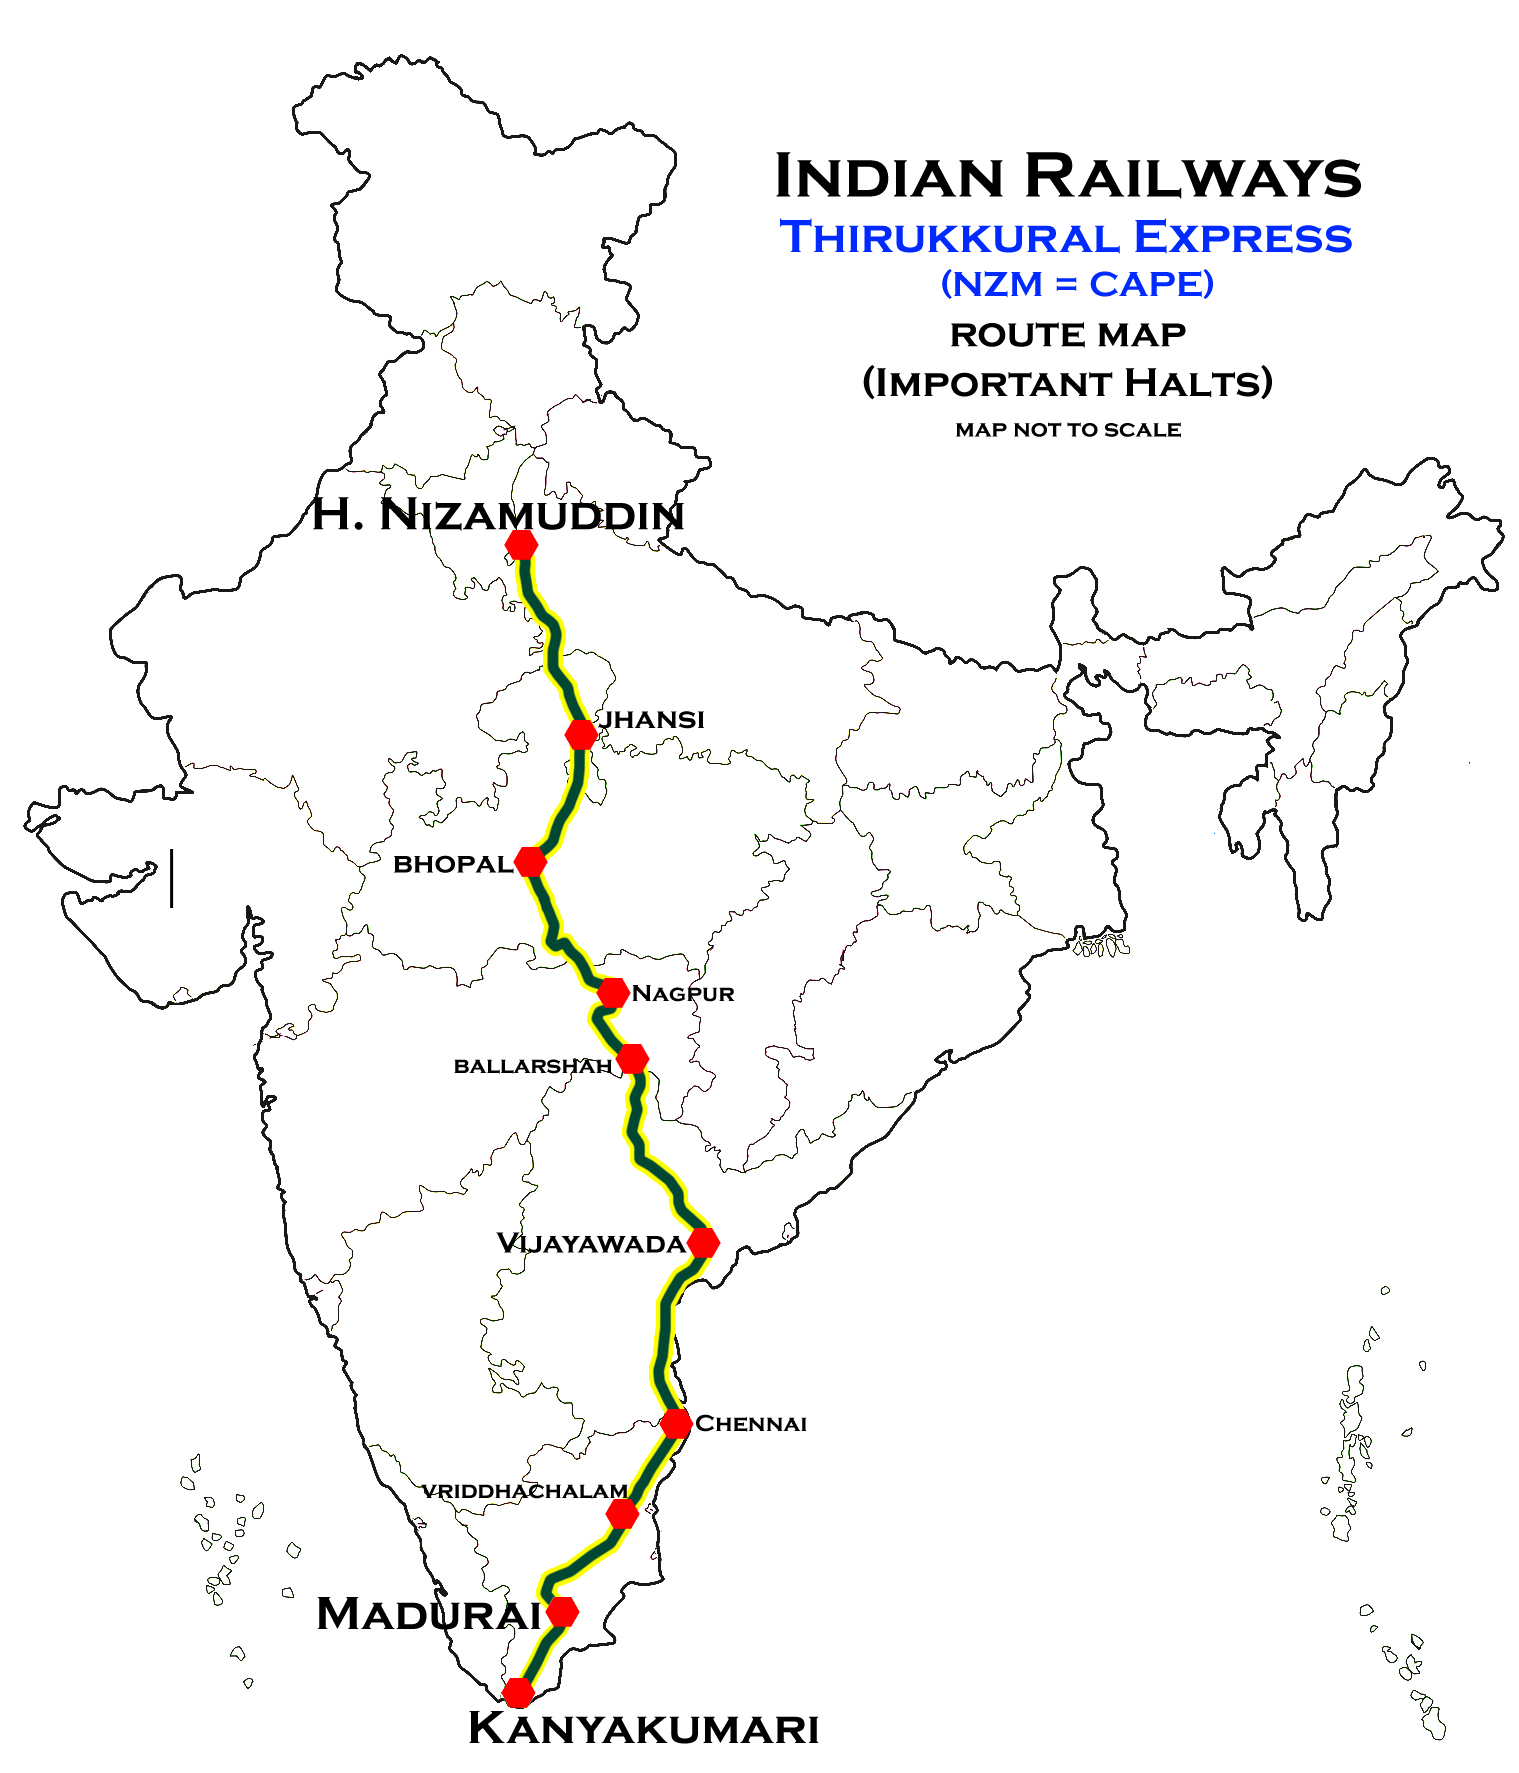 INDIAN RAILWAYS
THIRUKKURAL EXPRESS
(NZM = CAPE)
ROUTE MAP
(IMPORTANT HALTS)
MAP NOT TO SCALE
H. NIZAMUDDIN
JHANSI
BHOPAL
NAGPUR
BALLARSHAH
VIJAYAWADA
CHENNAI
VRIDDHACHALAM
MADURAI
KANYAKUMARI